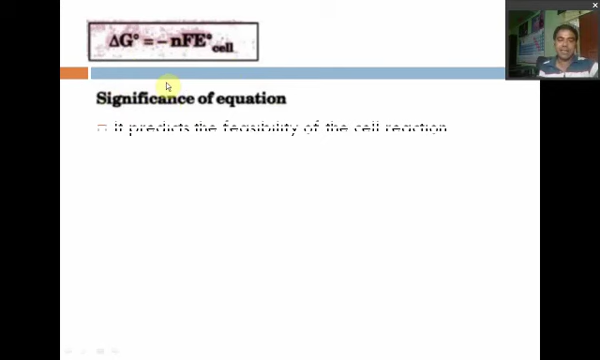 ΔG° = – nFE°cell
Significance of equation
It predicts the feasibility of the cell reaction